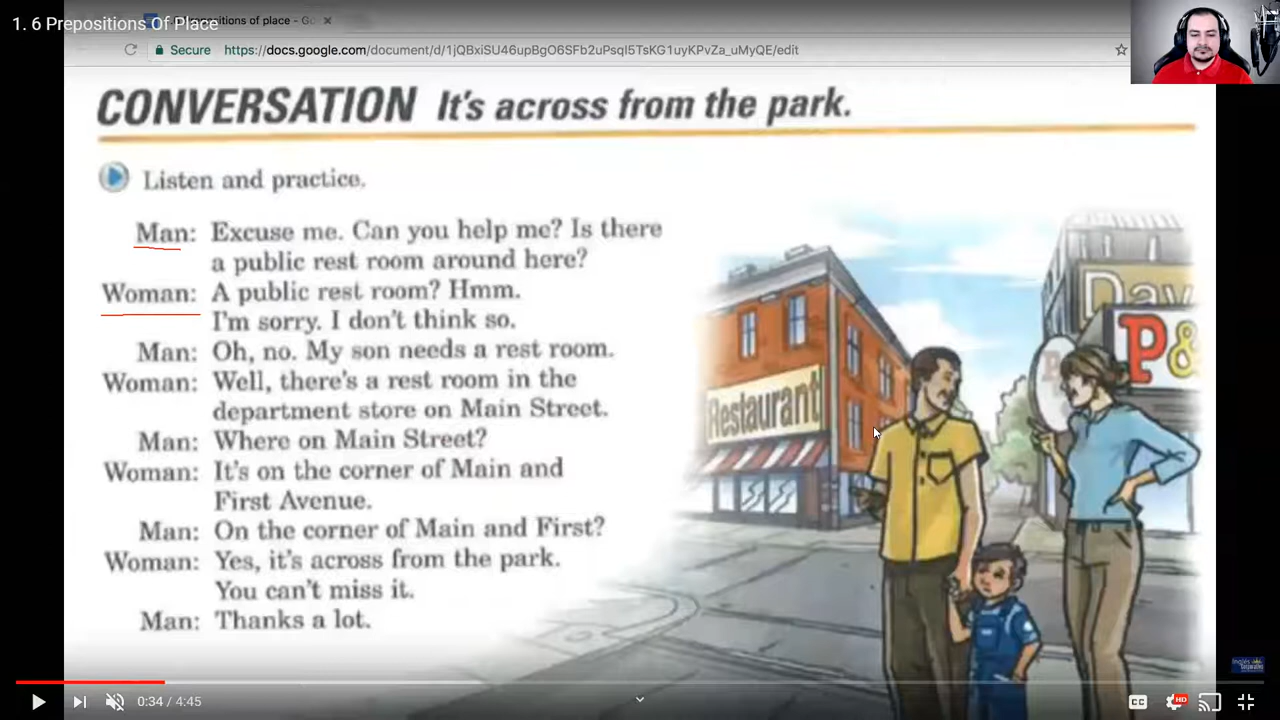 1. 6 Prepositions Of Place
Secure https://docs.google.com/document/d/1jQBxiSUl46upBgO6SFb2uPsqI5TsKG1uyKPvZa_uMyQE/edit
CONVERSATION It's across from the park.
Listen and practice.
Man: Excuse me. Can you help me? Is there
a public rest room around here?
Woman: A public rest room? Hmm.
I'm sorry. I don't think so.
Man: Oh, no. My son needs a rest room.
Woman: Well, there's a rest room in the
department store on Main Street.
Man: Where on Main Street?
Woman: It's on the corner of Main and
First Avenue.
Man: On the corner of Main and First?
Woman: Yes, it's across from the park.
You can't miss it.
Man: Thanks a lot.
Restaurant
Dav
P&
0:34 / 4:45
CC
HD